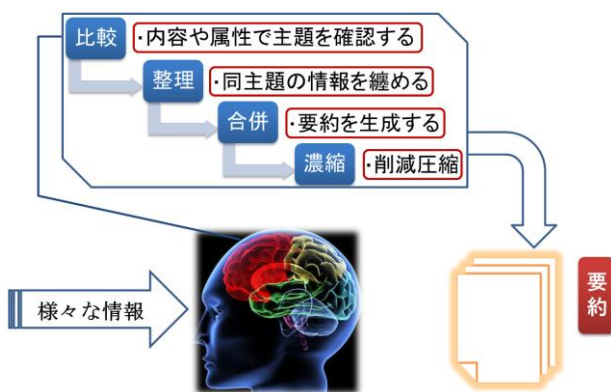 比較
・内容や属性で主題を確認する
整理
・同主題の情報を纏める
合併
・要約を生成する
濃縮
・削減圧縮
様々な情報
要約